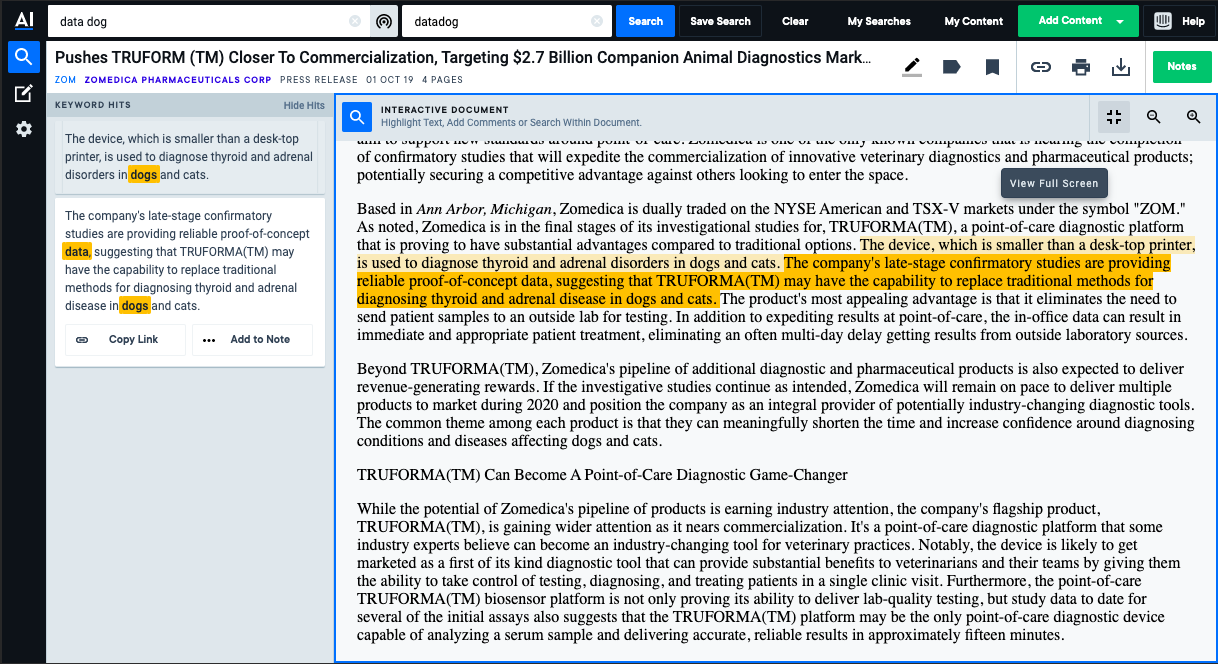 AI
data dog
datadog
Search
Save Search
Clear
My Searches
My Content
Add Content
Help
Pushes TRUFORM (TM) Closer To Commercialization, Targeting $2.7 Billion Companion Animal Diagnostics Mark...
ZOM ZOMEDICA PHARMACEUTICALS CORP PRESS RELEASE 01 OCT 19 4 PAGES
Notes
KEYWORD HITS
Hide Hits
The device, which is smaller than a desk-top
printer, is used to diagnose thyroid and adrenal
disorders in dogs and cats.
The company's late-stage confirmatory
studies are providing reliable proof-of-concept
data, suggesting that TRUFORMA(TM) may
have the capability to replace traditional
methods for diagnosing thyroid and adrenal
disease in dogs and cats.
Copy Link
Add to Note
INTERACTIVE DOCUMENT
Highlight Text, Add Comments or Search Within Document.
View Full Screen
aim to support new standards around point-of-care. Zomedica is one of the only known companies that is nearing the completion
of confirmatory studies that will expedite the commercialization of innovative veterinary diagnostics and pharmaceutical products;
potentially securing a competitive advantage against others looking to enter the space.
Based in Ann Arbor, Michigan, Zomedica is dually traded on the NYSE American and TSX-V markets under the symbol "ZOM."
As noted, Zomedica is in the final stages of its investigational studies for, TRUFORMA(TM), a point-of-care diagnostic platform
that is proving to have substantial advantages compared to traditional options. The device, which is smaller than a desk-top printer,
is used to diagnose thyroid and adrenal disorders in dogs and cats. The company's late-stage confirmatory studies are providing
reliable proof-of-concept data, suggesting that TRUFORMA(TM) may have the capability to replace traditional methods for
diagnosing thyroid and adrenal disease in dogs and cats. The product's most appealing advantage is that it eliminates the need to
send patient samples to an outside lab for testing. In addition to expediting results at point-of-care, the in-office data can result in
immediate and appropriate patient treatment, eliminating an often multi-day delay getting results from outside laboratory sources.
Beyond TRUFORMA(TM), Zomedica's pipeline of additional diagnostic and pharmaceutical products is also expected to deliver
revenue-generating rewards. If the investigative studies continue as intended, Zomedica will remain on pace to deliver multiple
products to market during 2020 and position the company as an integral provider of potentially industry-changing diagnostic tools.
The common theme among each product is that they can meaningfully shorten the time and increase confidence around diagnosing
conditions and diseases affecting dogs and cats.
TRUFORMA(TM) Can Become A Point-of-Care Diagnostic Game-Changer
While the potential of Zomedica's pipeline of products is earning industry attention, the company's flagship product,
TRUFORMA(TM), is gaining wider attention as it nears commercialization. It's a point-of-care diagnostic platform that some
industry experts believe can become an industry-changing tool for veterinary practices. Notably, the device is likely to get
marketed as a first of its kind diagnostic tool that can provide substantial benefits to veterinarians and their teams by giving them
the ability to take control of testing, diagnosing, and treating patients in a single clinic visit. Furthermore, the point-of-care
TRUFORMA(TM) biosensor platform is not only proving its ability to deliver lab-quality testing, but study data to date for
several of the initial assays also suggests that the TRUFORMA(TM) platform may be the only point-of-care diagnostic device
capable of analyzing a serum sample and delivering accurate, reliable results in approximately fifteen minutes.